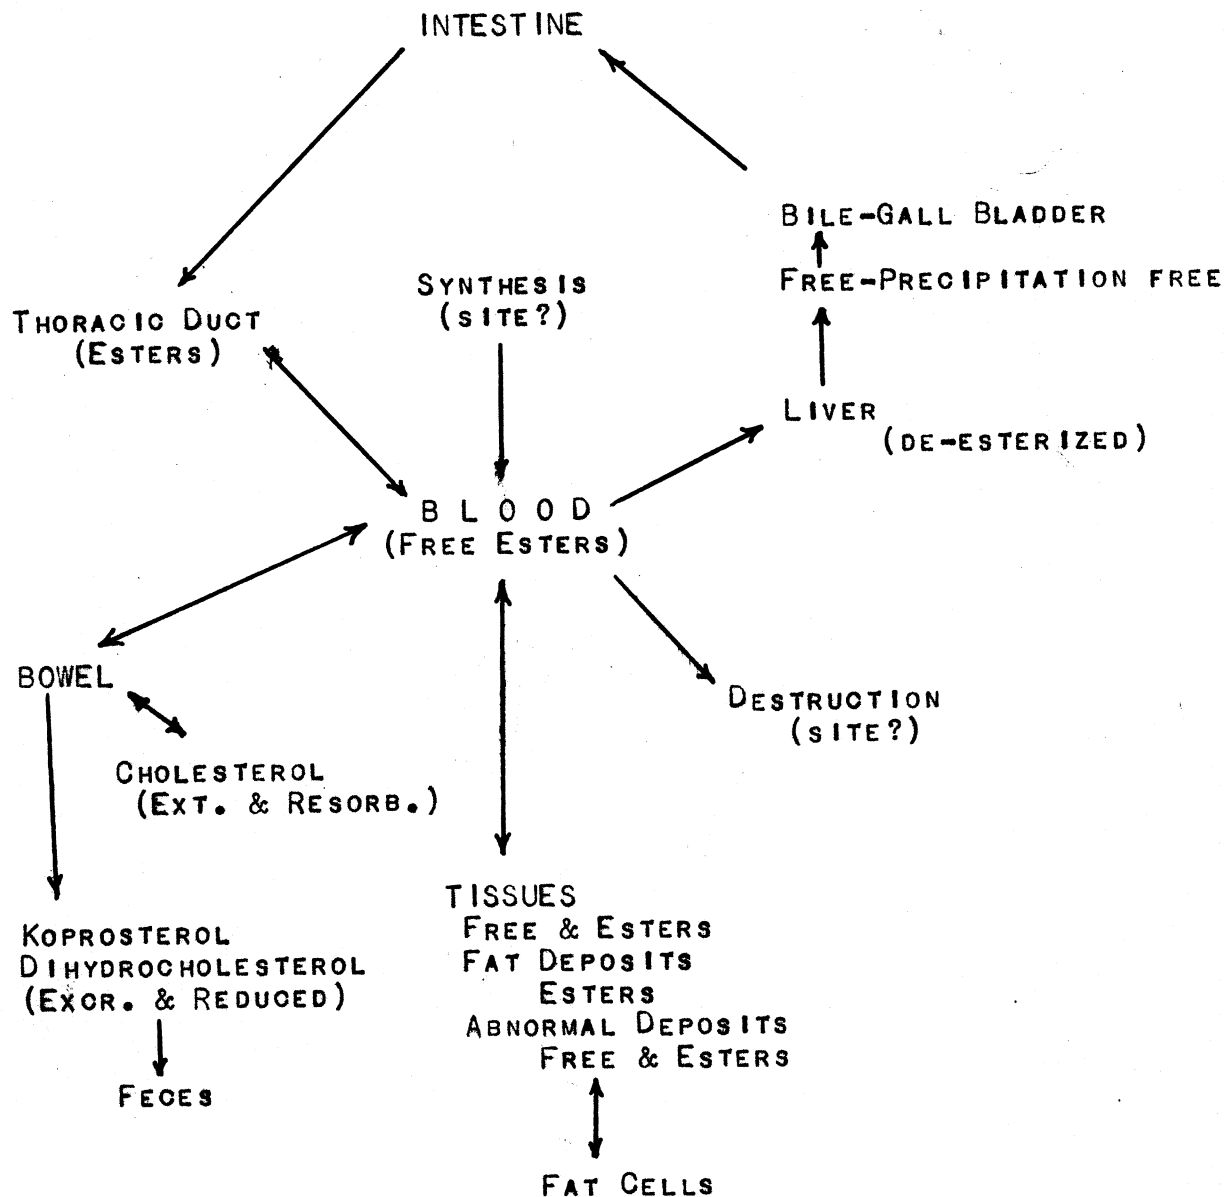 INTESTINE
BILE-GALL BLADDER
FREE-PRECIPITATION FREE
SYNTHESIS
(SITE?)
THORACIC DUCT
(ESTERS)
LIVER
(DE-ESTERIZED)
BLOOD
(FREE ESTERS)
BOWEL
DESTRUCTION
(SITE?)
CHOLESTEROL
(EXT. & RESORB.)
TISSUES
FREE & ESTERS
FAT DEPOSITS
ESTERS
ABNORMAL DEPOSITS
FREE & ESTERS
KOPROSTEROL
DIHYDROCHOLESTEROL
(EXCR. & REDUCED)
FECES
FAT CELLS